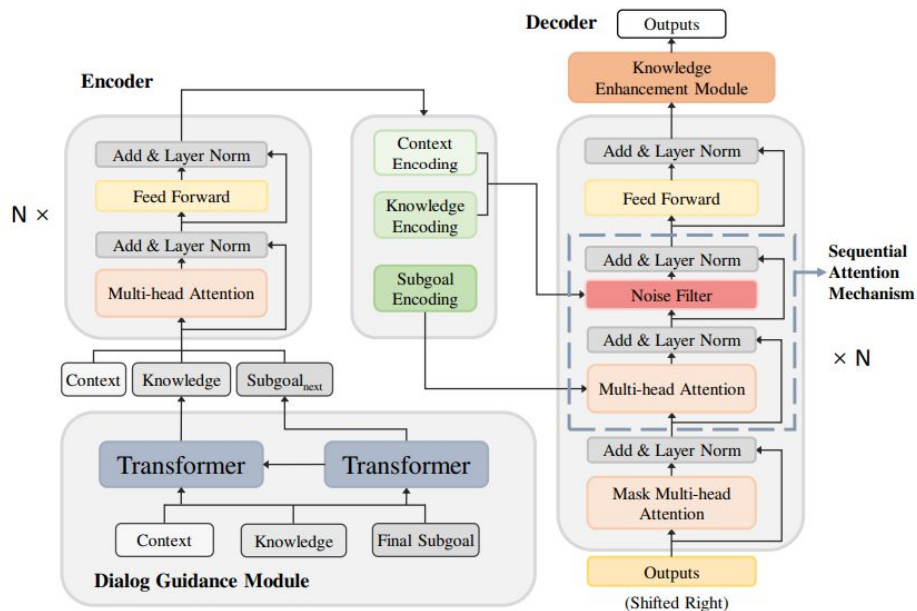 Decoder
Outputs
Knowledge
Enhancement Module
Encoder
Add & Layer Norm
Feed Forward
Add & Layer Norm
Multi-head Attention
N ×
Context
Knowledge
Subgoalnext
Transformer
Transformer
Context
Knowledge
Final Subgoal
Dialog Guidance Module
Context
Encoding
Knowledge
Encoding
Subgoal
Encoding
Add & Layer Norm
Feed Forward
Add & Layer Norm
Noise Filter
Add & Layer Norm
Multi-head Attention
Add & Layer Norm
Mask Multi-head
Attention
Outputs
(Shifted Right)
Sequential
Attention
Mechanism
× N